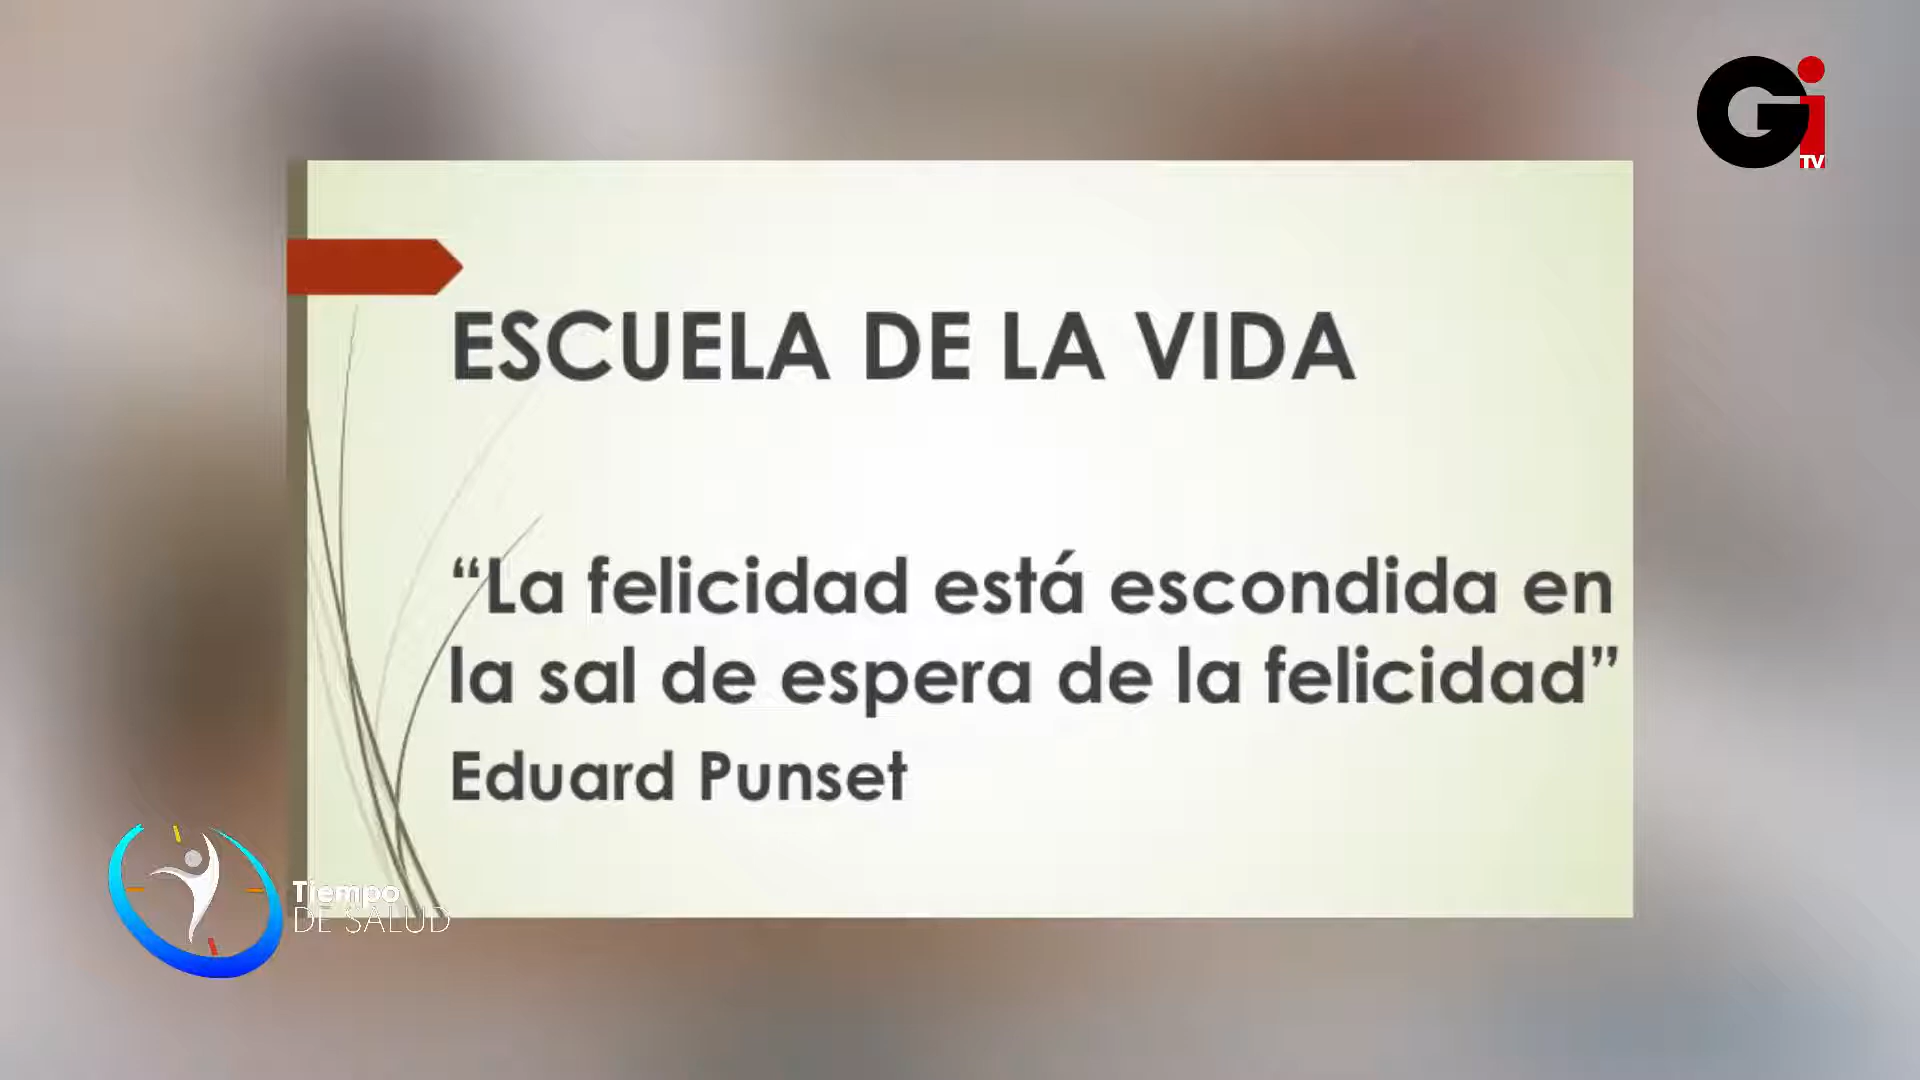 Gi
TV
ESCUELA DE LA VIDA
“La felicidad está escondida en
la sal de espera de la felicidad”
Eduard Punset
Tiempo
DE SALUD